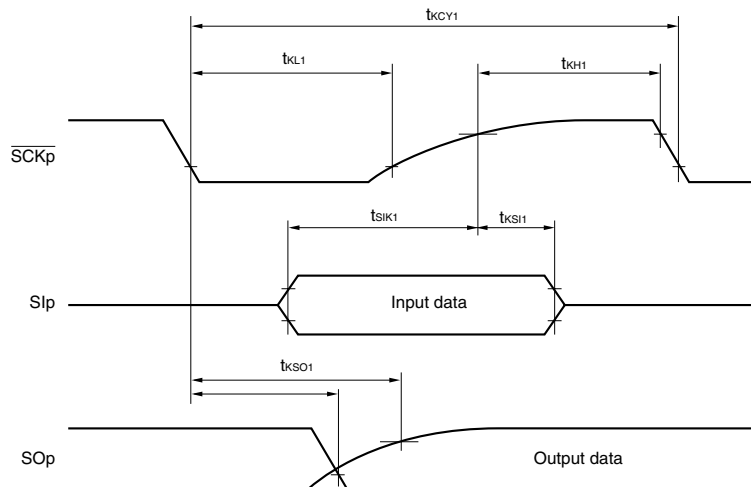 tKCY1
tKL1
tKH1
SCKp
tSIK1
tKSI1
SIp
Input data
tKSO1
SOp
Output data